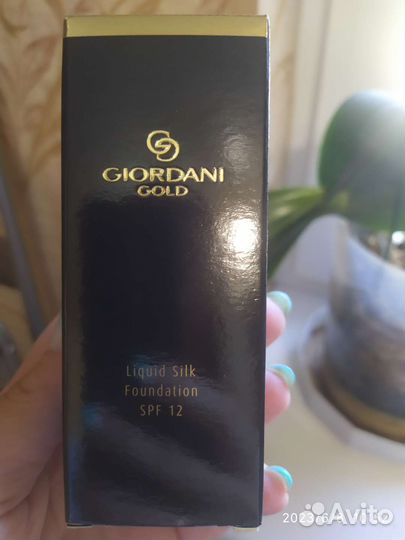 GIORDANI
GOLD
Liquid Silk
Foundation
SPF 12
Avito